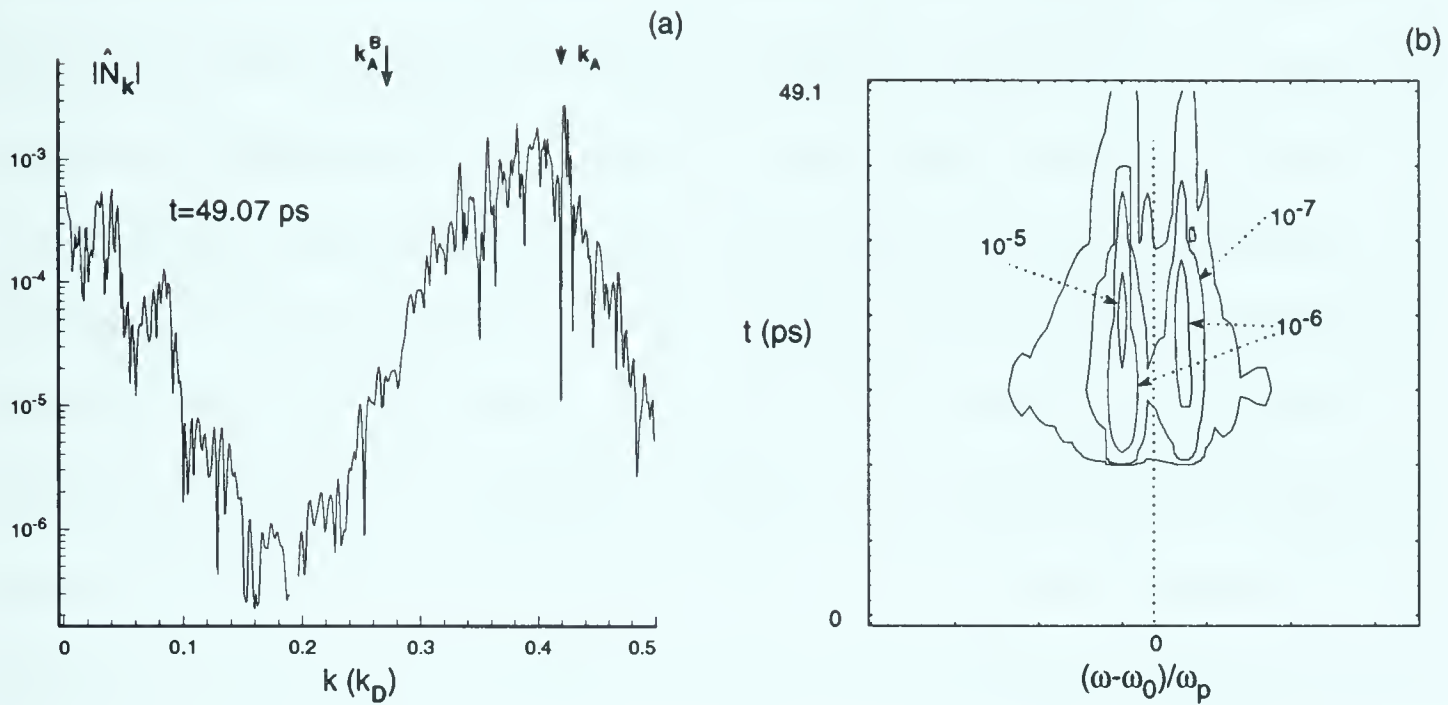 (a)
|N̂ₖ|
k_A^B
k_A
10⁻³
10⁻⁴
10⁻⁵
10⁻⁶
t=49.07 ps
0 0.1 0.2 0.3 0.4 0.5
k (k_D)
(b)
49.1
t (ps)
0
10⁻⁵
10⁻⁷
10⁻⁶
0
(ω-ω₀)/ωₚ